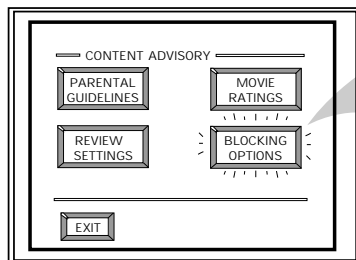 CONTENT ADVISORY
PARENTAL
GUIDELINES
MOVIE
RATINGS
REVIEW
SETTINGS
BLOCKING
OPTIONS
EXIT